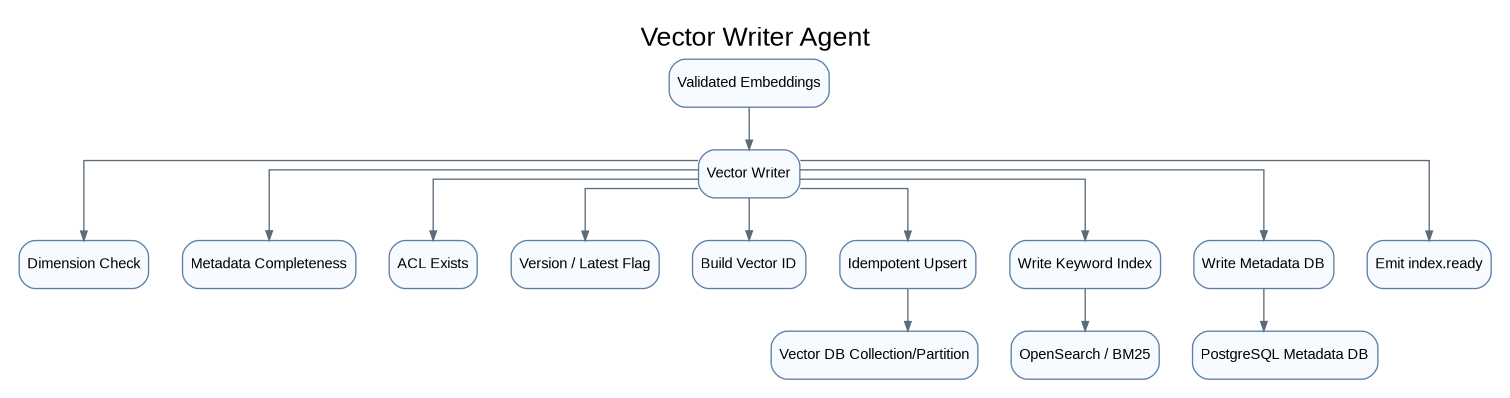 Vector Writer Agent
Validated Embeddings
Vector Writer
Dimension Check
Metadata Completeness
ACL Exists
Version / Latest Flag
Build Vector ID
Idempotent Upsert
Write Keyword Index
Write Metadata DB
Emit index.ready
Vector DB Collection/Partition
OpenSearch / BM25
PostgreSQL Metadata DB